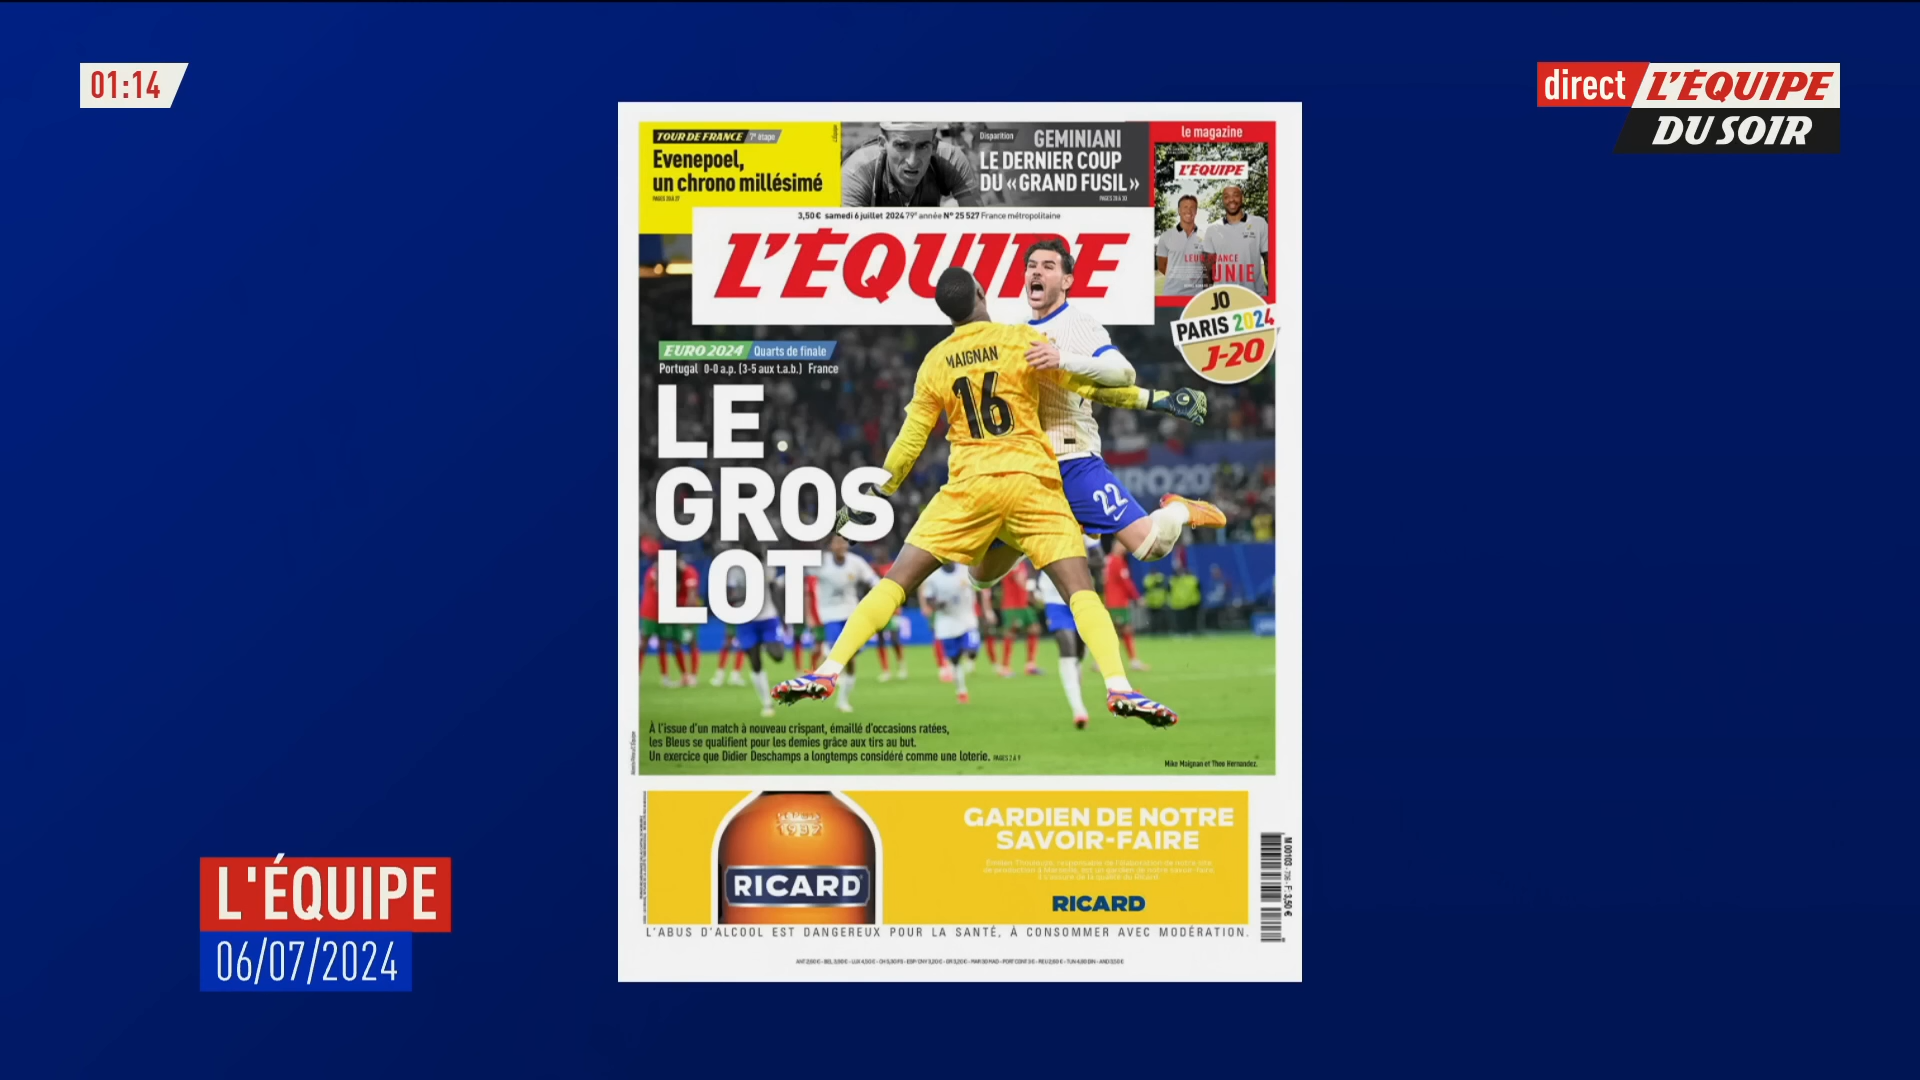 01:14
direct L'ÉQUIPE
DU SOIR
TOUR DE FRANCE 7e étape
Evenepoel,
un chrono millésimé
Disparition
GEMINIANI
LE DERNIER COUP
DU « GRAND FUSIL »
le magazine
L'ÉQUIPE
UNIE
3,50 € samedi 6 juillet 2024 79e année N° 25 527 France métropolitaine
L'ÉQUIPE
JO
PARIS 2024
J-20
EURO 2024 Quarts de finale
Portugal 0-0 a.p. (3-5 aux t.a.b.) France
LE
GROS
LOT
MAIGNAN
16
22
À l'issue d'un match à nouveau crispant, émaillé d'occasions ratées,
les Bleus se qualifient pour les demies grâce aux tirs au but.
Un exercice que Didier Deschamps a longtemps considéré comme une loterie. PAGES 2 À 9
Mike Maignan et Theo Hernandez.
RICARD
GARDIEN DE NOTRE
SAVOIR-FAIRE
RICARD
L'ABUS D'ALCOOL EST DANGEREUX POUR LA SANTÉ, À CONSOMMER AVEC MODÉRATION.
L'ÉQUIPE
06/07/2024